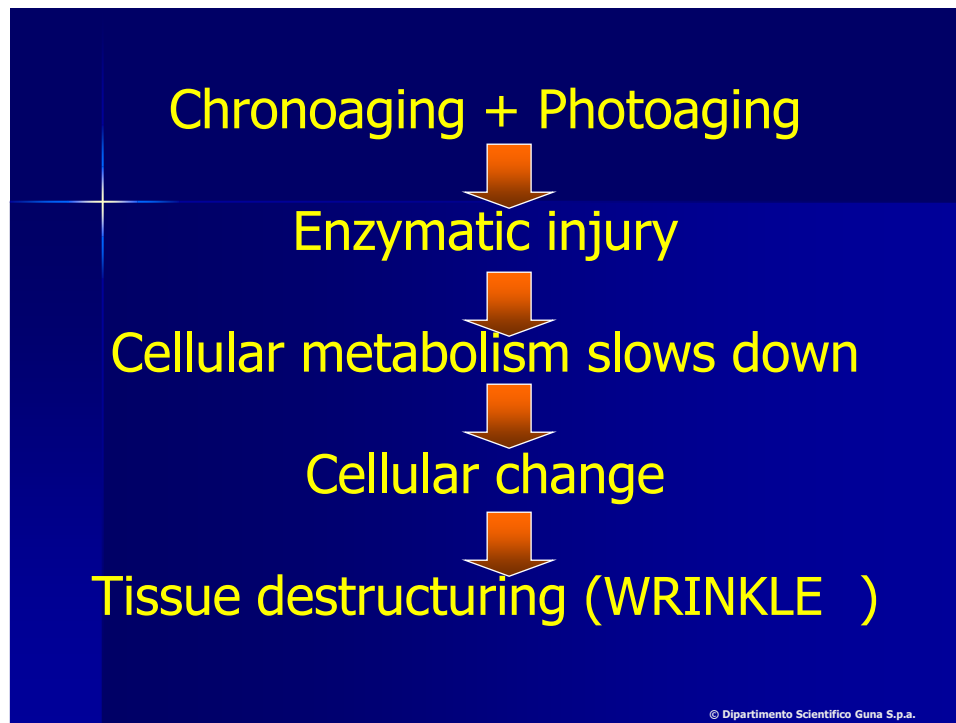 Chronoaging + Photoaging
Enzymatic injury
Cellular metabolism slows down
Cellular change
Tissue destructuring (WRINKLE )
© Dipartimento Scientifico Guna S.p.a.